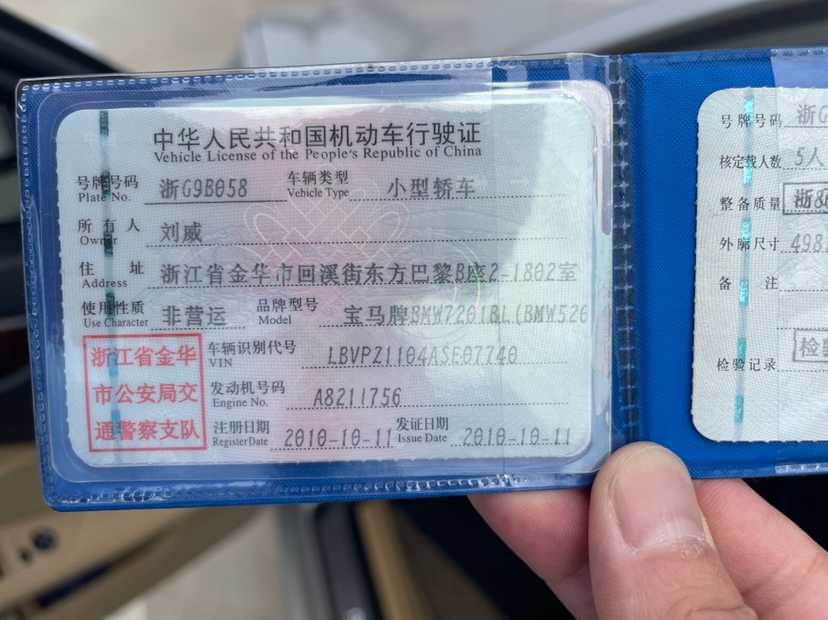 中华人民共和国机动车行驶证
Vehicle License of the People's Republic of China
号牌号码 浙G9B058 车辆类型 小型轿车
Plate No. Vehicle Type
所有人 刘威
Owner
住址 浙江省金华市回溪街东方巴黎B座2-1802室
Address
使用性质 非营运 品牌型号 宝马牌BMW7201BL(BMW526
Use Character Model
浙江省金华
市公安局交
通警察支队
车辆识别代号 LBVPZ1104ASE07740
VIN
发动机号码 A8211756
Engine No.
注册日期 2010-10-11 发证日期 2010-10-11
Register Date Issue Date
号牌号码 浙G
核定载人数 5人
整备质量
外廓尺寸 498
备注
检验记录
检验